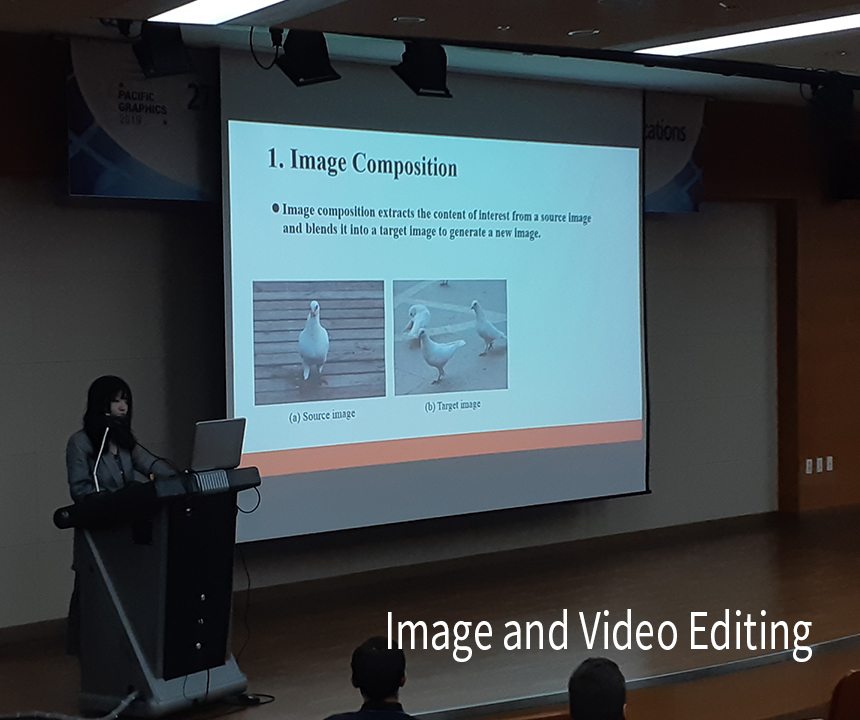 PACIFIC
GRAPHICS
2019
1. Image Composition
● Image composition extracts the content of interest from a source image
and blends it into a target image to generate a new image.
(a) Source image
(b) Target image
Image and Video Editing